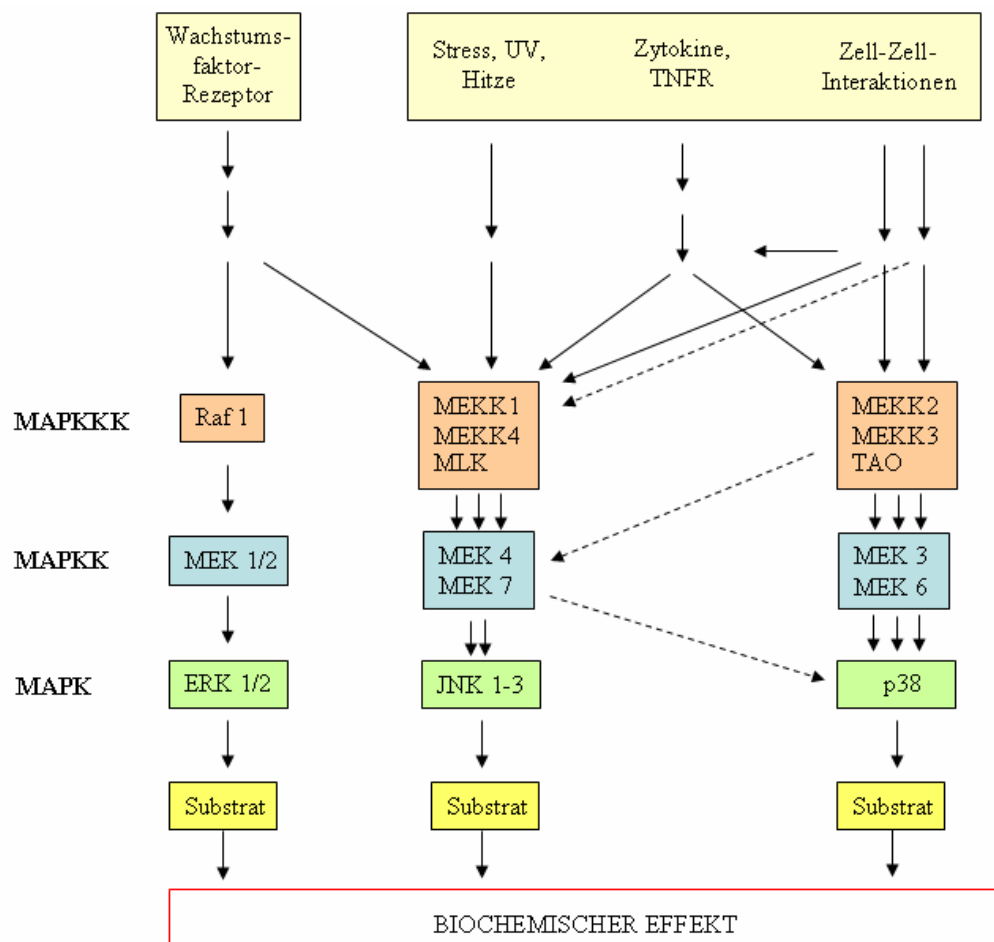 Wachstums-
faktor-
Rezeptor
Stress, UV,
Hitze
Zytokine,
TNFR
Zell-Zell-
Interaktionen
MAPKKK
Raf 1
MEKK1
MEKK4
MLK
MEKK2
MEKK3
TAO
MAPKK
MEK 1/2
MEK 4
MEK 7
MEK 3
MEK 6
MAPK
ERK 1/2
JNK 1-3
p38
Substrat
Substrat
Substrat
BIOCHEMISCHER EFFEKT